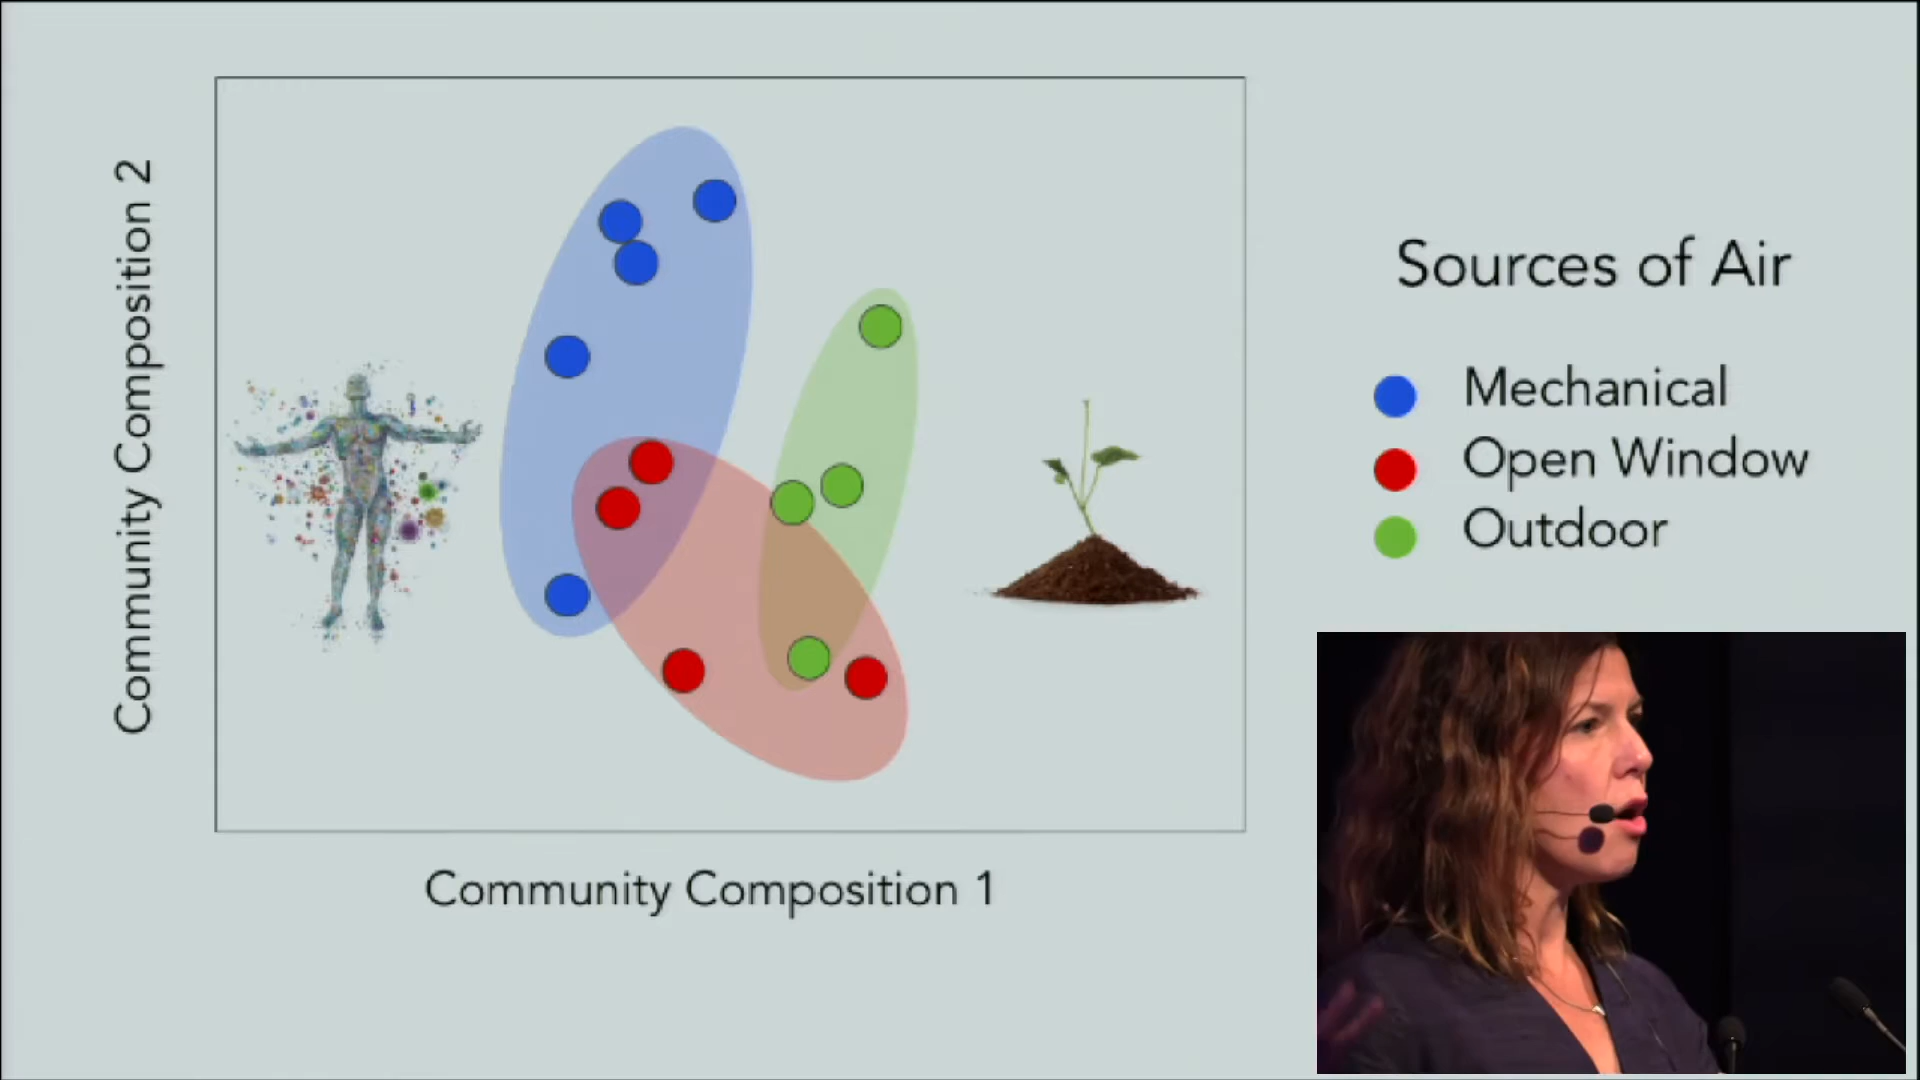 Community Composition 2
Community Composition 1
Sources of Air
Mechanical
Open Window
Outdoor